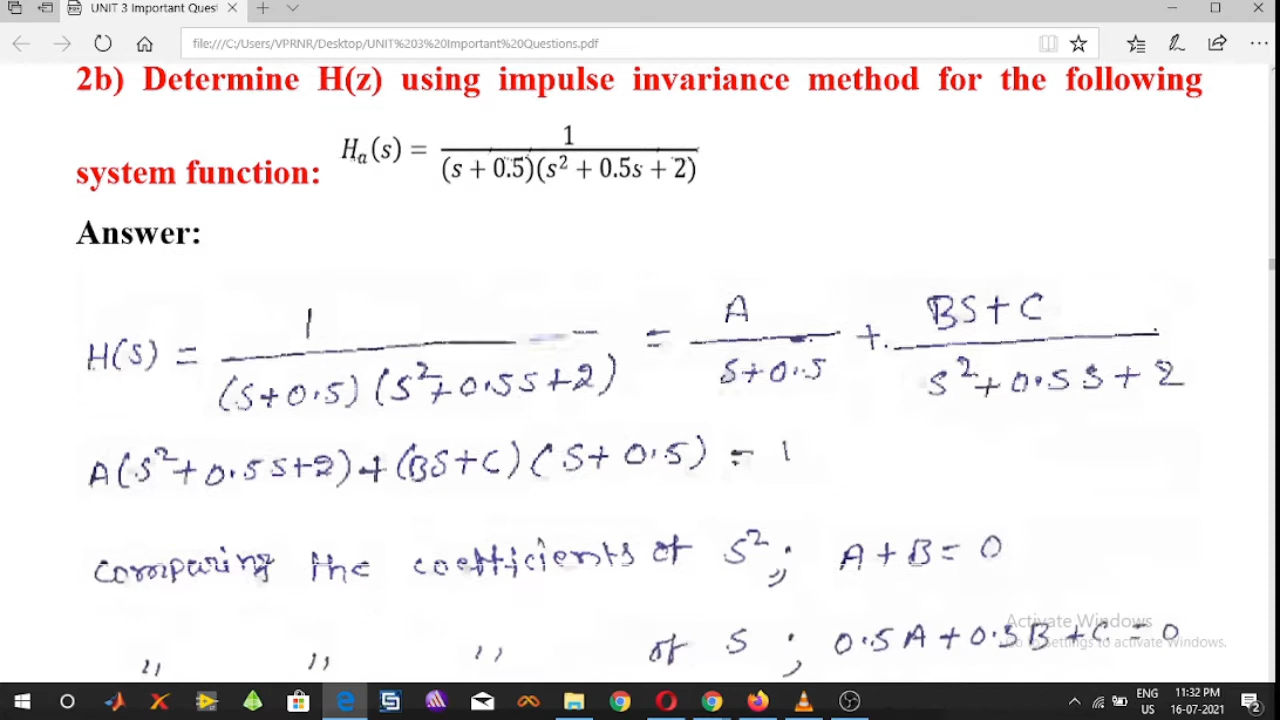 UNIT 3 Important Quest
file:///C:/Users/VPRNR/Desktop/UNIT%203%20Important%20Questions.pdf
2b) Determine H(z) using impulse invariance method for the following
system function: Hₐ(s) = 1 / (s + 0.5)(s² + 0.5s + 2)
Answer:
H(S) = 1 / (S+0.5) (S²+0.5S+2) = A / S+0.5 + BS+C / S²+0.5S+2
A(S²+0.5S+2)+(BS+C)(S+0.5) = 1
comparing the coefficients of S² ; A+B=0
,, ,, ,, of S ; 0.5A+0.5B+C=0
Activate Windows
Go to Settings to activate Windows.
ENG 11:32 PM
US 16-07-2021
2